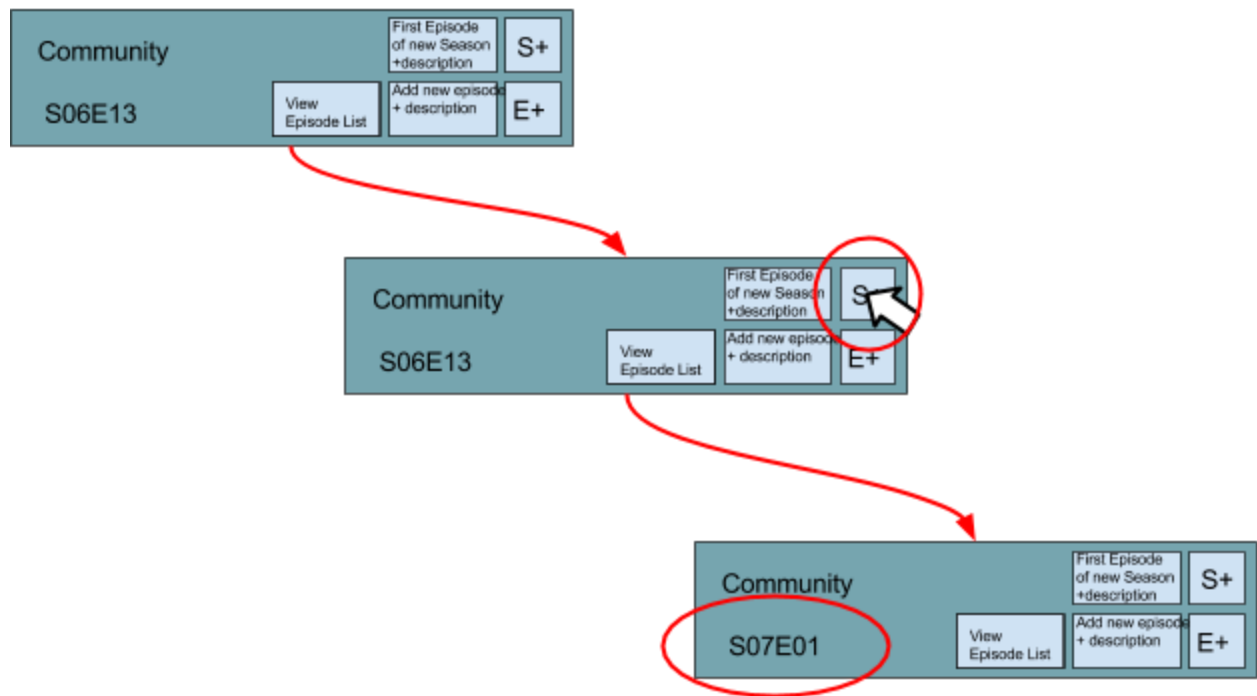 Community
First Episode
of new Season
+description
S+
S06E13
View
Episode List
Add new episode
+ description
E+
Community
First Episode
of new Season
+description
S
S06E13
View
Episode List
Add new episode
+ description
E+
Community
First Episode
of new Season
+description
S+
S07E01
View
Episode List
Add new episode
+ description
E+